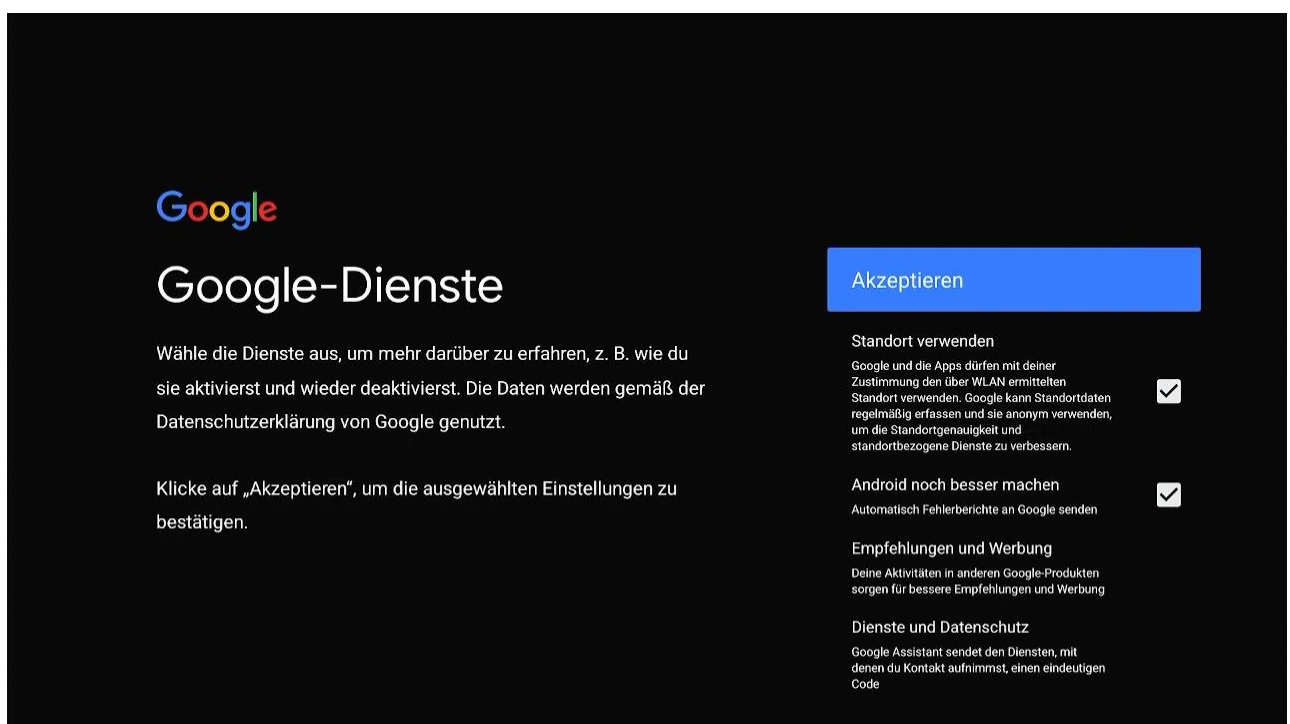 Google
Google-Dienste
Wähle die Dienste aus, um mehr darüber zu erfahren, z. B. wie du
sie aktivierst und wieder deaktivierst. Die Daten werden gemäß der
Datenschutzerklärung von Google genutzt.
Klicke auf „Akzeptieren“, um die ausgewählten Einstellungen zu
bestätigen.
Akzeptieren
Standort verwenden
Google und die Apps dürfen mit deiner
Zustimmung den über WLAN ermittelten
Standort verwenden. Google kann Standortdaten
regelmäßig erfassen und sie anonym verwenden,
um die Standortgenauigkeit und
standortbezogene Dienste zu verbessern.
Android noch besser machen
Automatisch Fehlerberichte an Google senden
Empfehlungen und Werbung
Deine Aktivitäten in anderen Google-Produkten
sorgen für bessere Empfehlungen und Werbung
Dienste und Datenschutz
Google Assistant sendet den Diensten, mit
denen du Kontakt aufnimmst, einen eindeutigen
Code